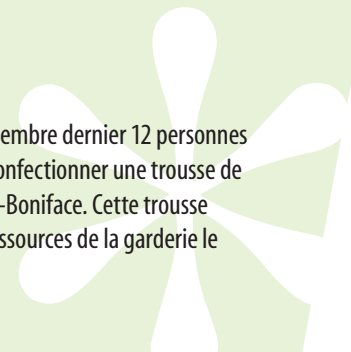 embre dernier 12 personnes
onfectionner une trousse de
-Boniface. Cette trousse
ssources de la garderie le